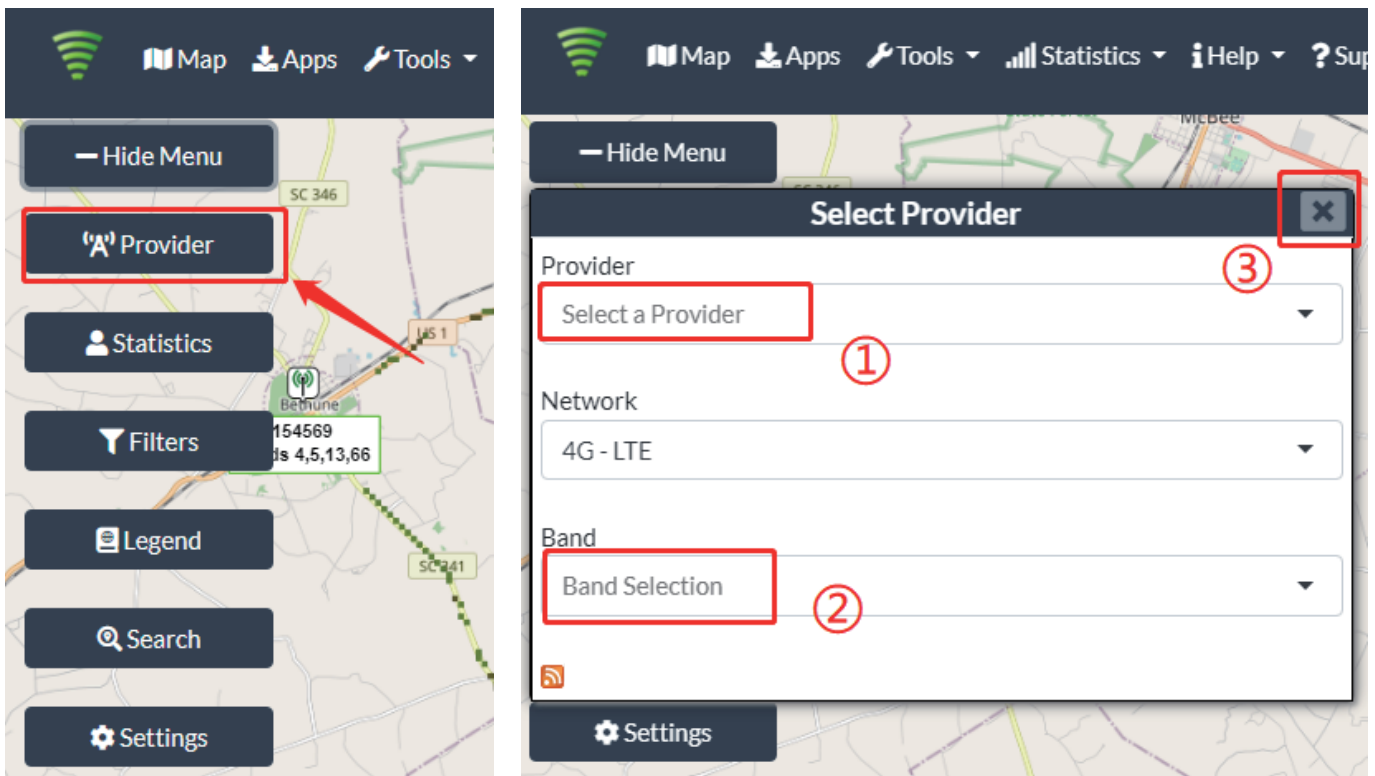 Map Apps Tools
Hide Menu
SC 346
Provider
US 1
Statistics
Bethune
Filters
154569
ds 4,5,13,66
Legend
SC 341
Search
Settings
Map Apps Tools Statistics Help ? Sup
McBee
Hide Menu
Select Provider
③
Provider
Select a Provider
①
Network
4G - LTE
Band
Band Selection
②
Settings